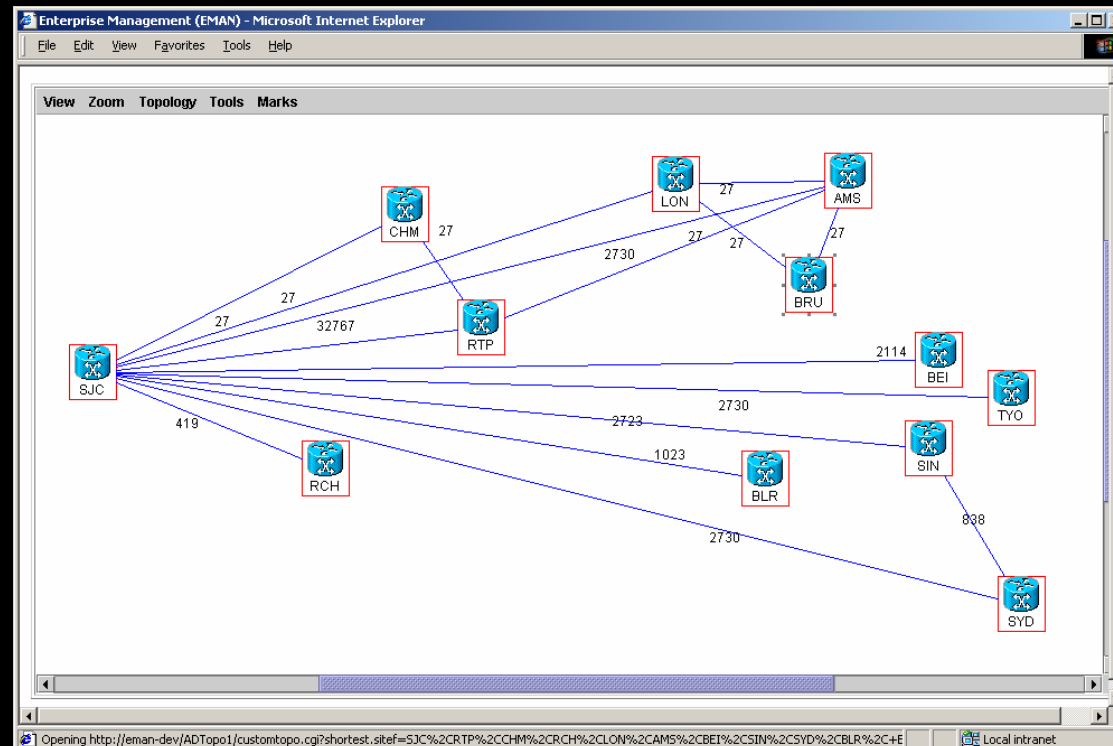 Enterprise Management (EMAN) - Microsoft Internet Explorer
File Edit View Favorites Tools Help
View Zoom Topology Tools Marks
LON
27
AMS
CHM
27
27
27
27
2730
BRU
27
27
32767
RTP
SJC
2114
BEI
2730
TYO
419
2723
1023
SIN
RCH
BLR
838
2730
SYD
Opening http://eman-dev/ADTopo1/customtopo.cgi?shortest.sitef=SJC%2CRTP%2CCHM%2CRCH%2CLON%2CAMS%2CBEI%2CSIN%2CSYD%2CBLR%2C+E
Local intranet